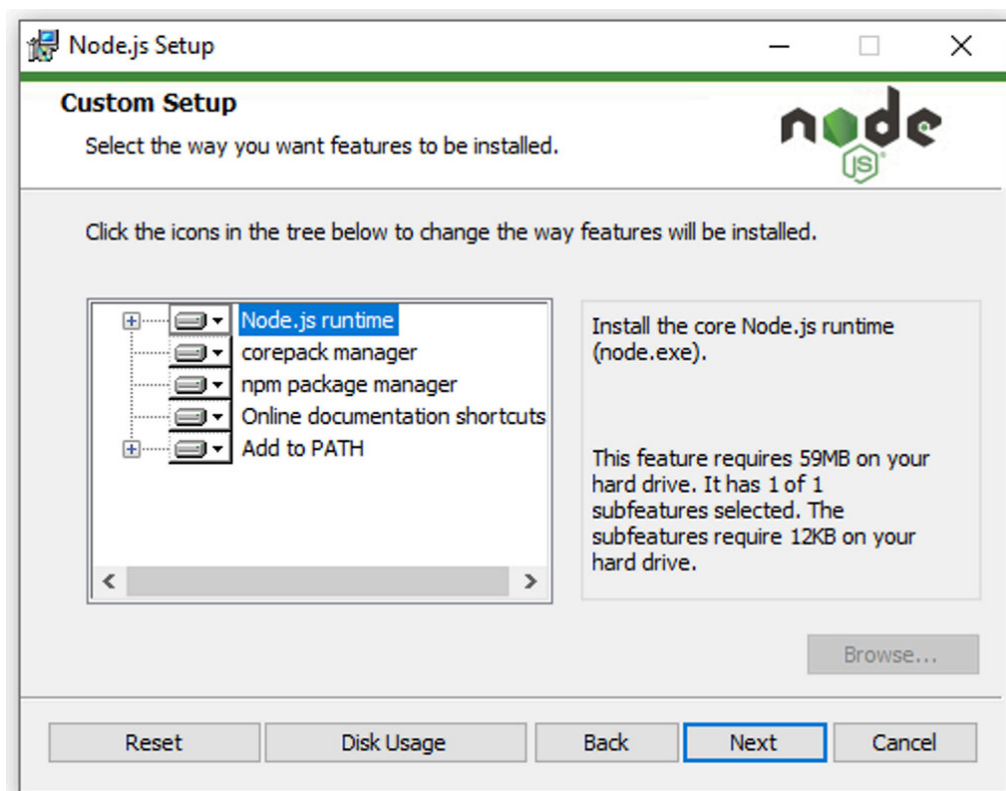 Node.js Setup
Custom Setup
Select the way you want features to be installed.
node
JS
Click the icons in the tree below to change the way features will be installed.
Node.js runtime
corepack manager
npm package manager
Online documentation shortcuts
Add to PATH
Install the core Node.js runtime
(node.exe).
This feature requires 59MB on your
hard drive. It has 1 of 1
subfeatures selected. The
subfeatures require 12KB on your
hard drive.
Browse...
Reset
Disk Usage
Back
Next
Cancel